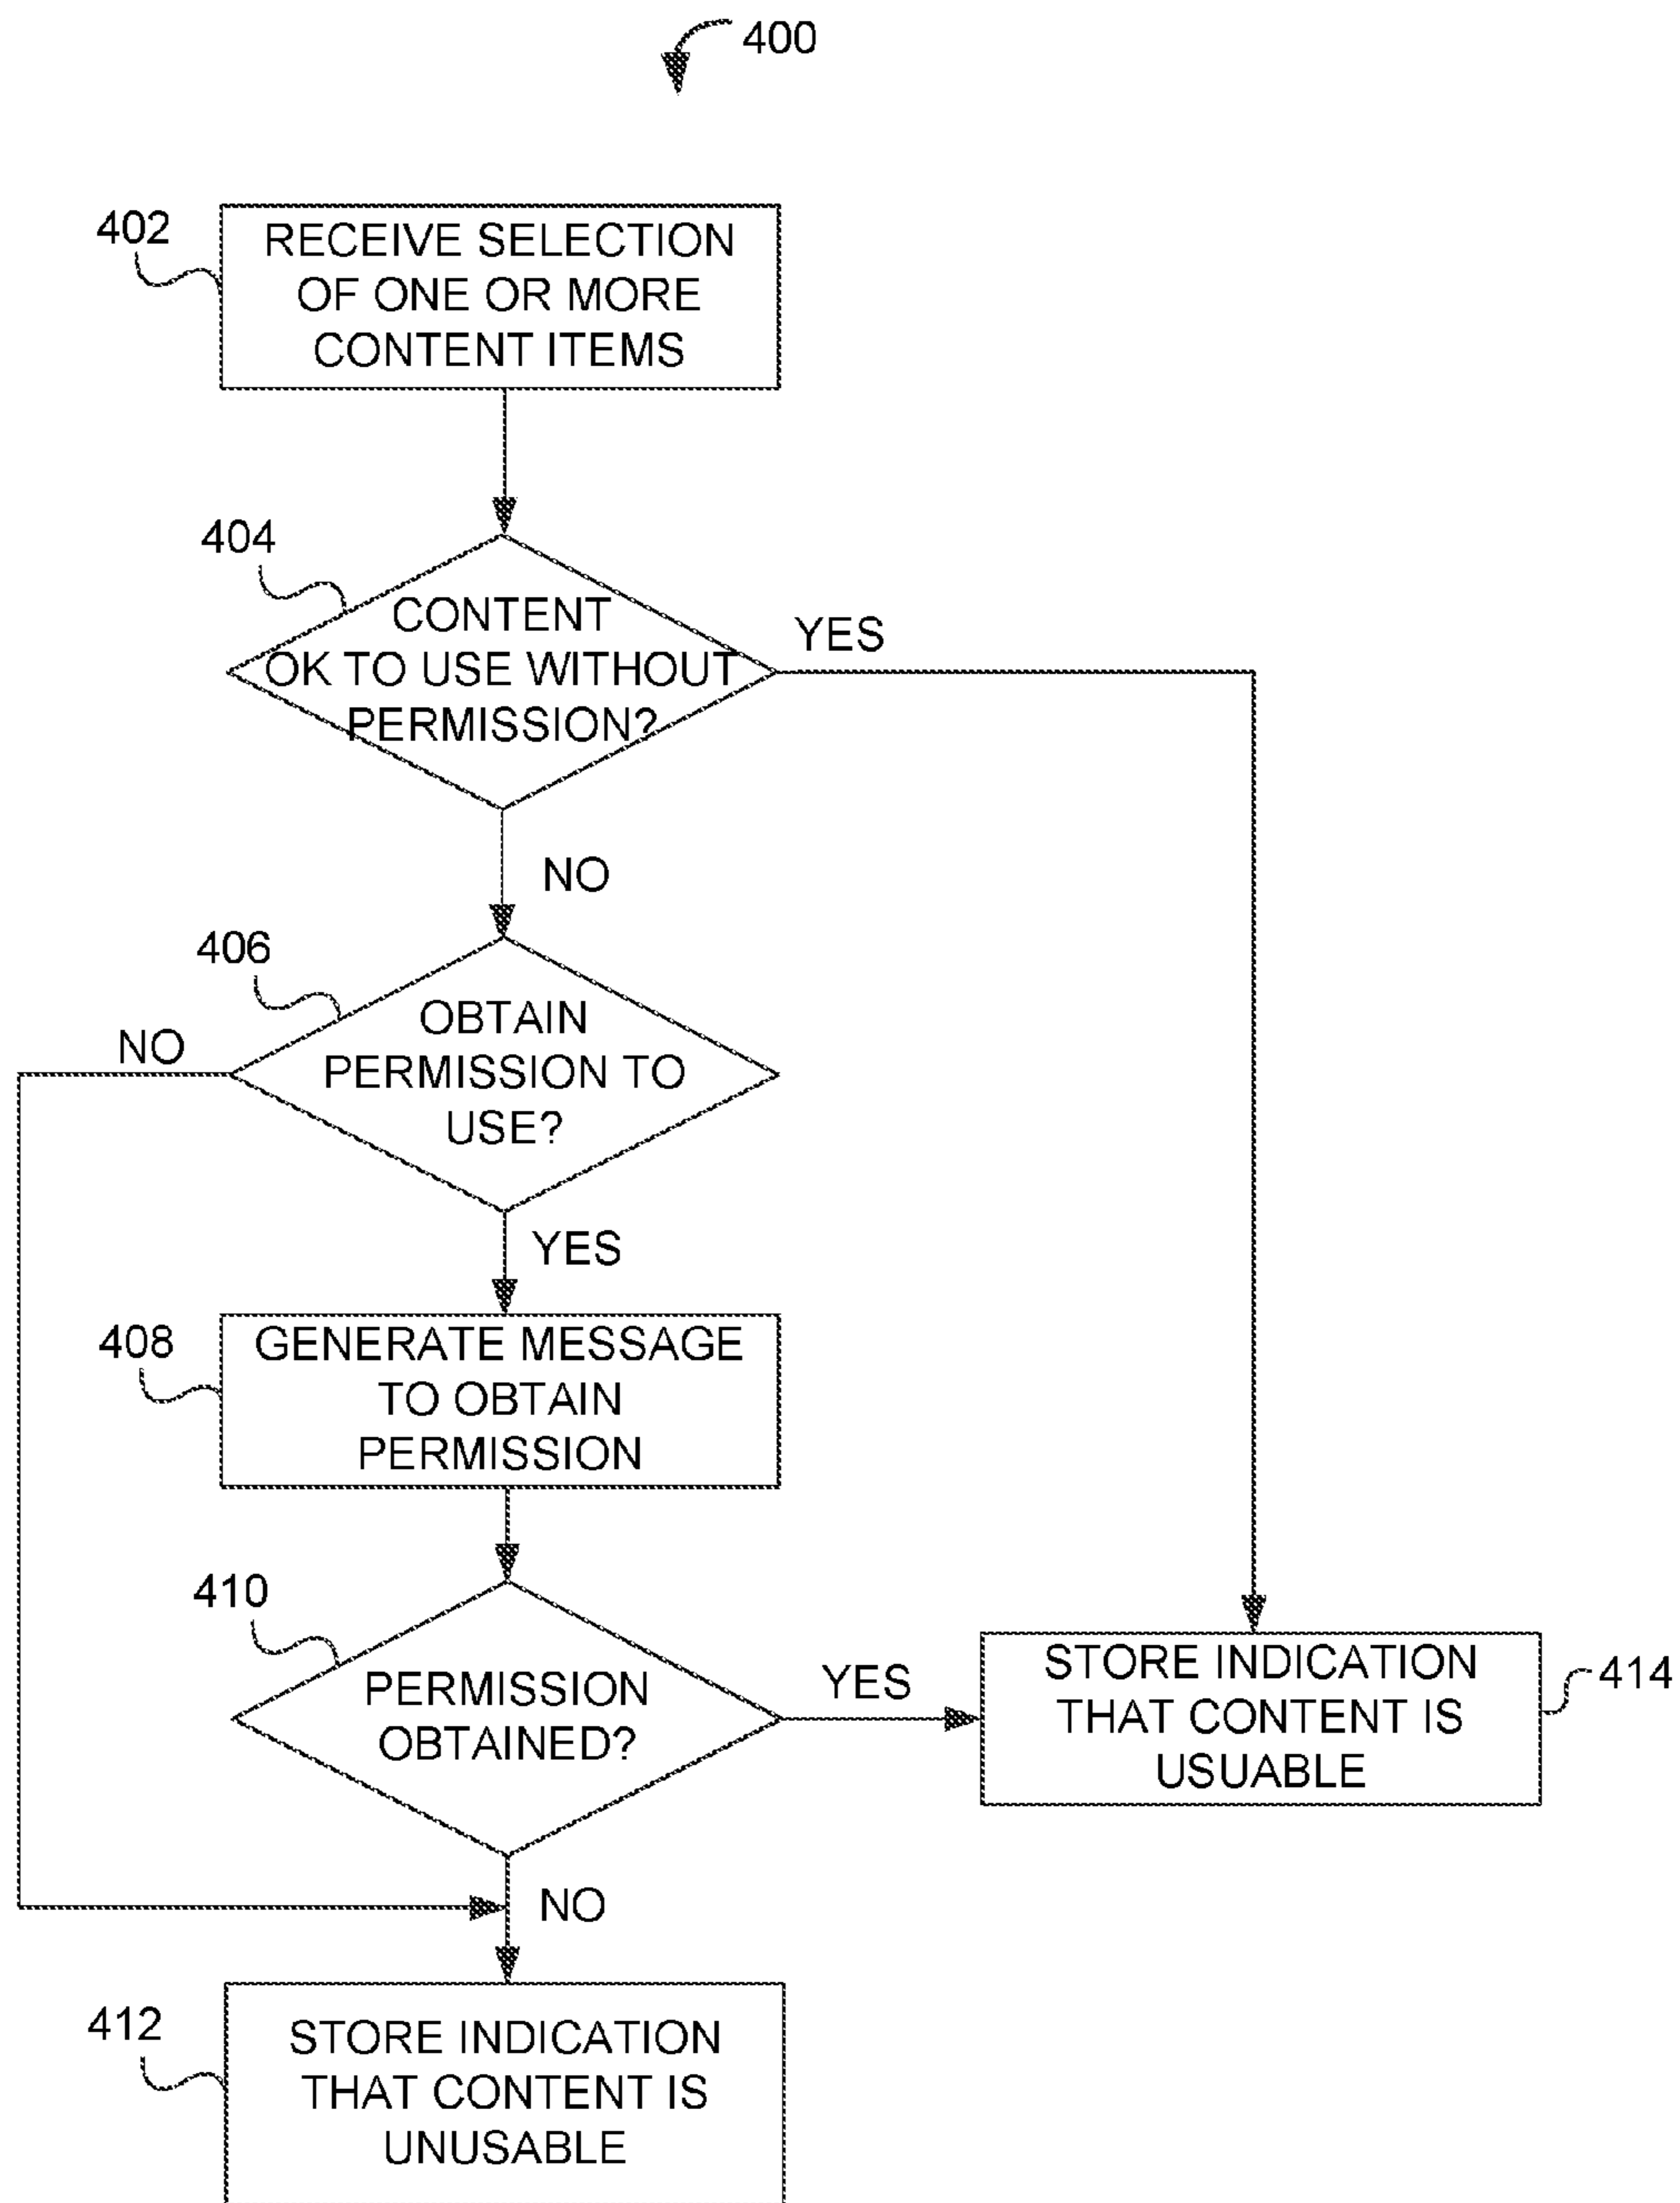 400
402
RECEIVE SELECTION
OF ONE OR MORE
CONTENT ITEMS
404
CONTENT
OK TO USE WITHOUT
PERMISSION?
YES
NO
406
OBTAIN
PERMISSION TO
USE?
NO
YES
408
GENERATE MESSAGE
TO OBTAIN
PERMISSION
410
PERMISSION
OBTAINED?
YES
STORE INDICATION
THAT CONTENT IS
USUABLE
414
NO
412
STORE INDICATION
THAT CONTENT IS
UNUSABLE